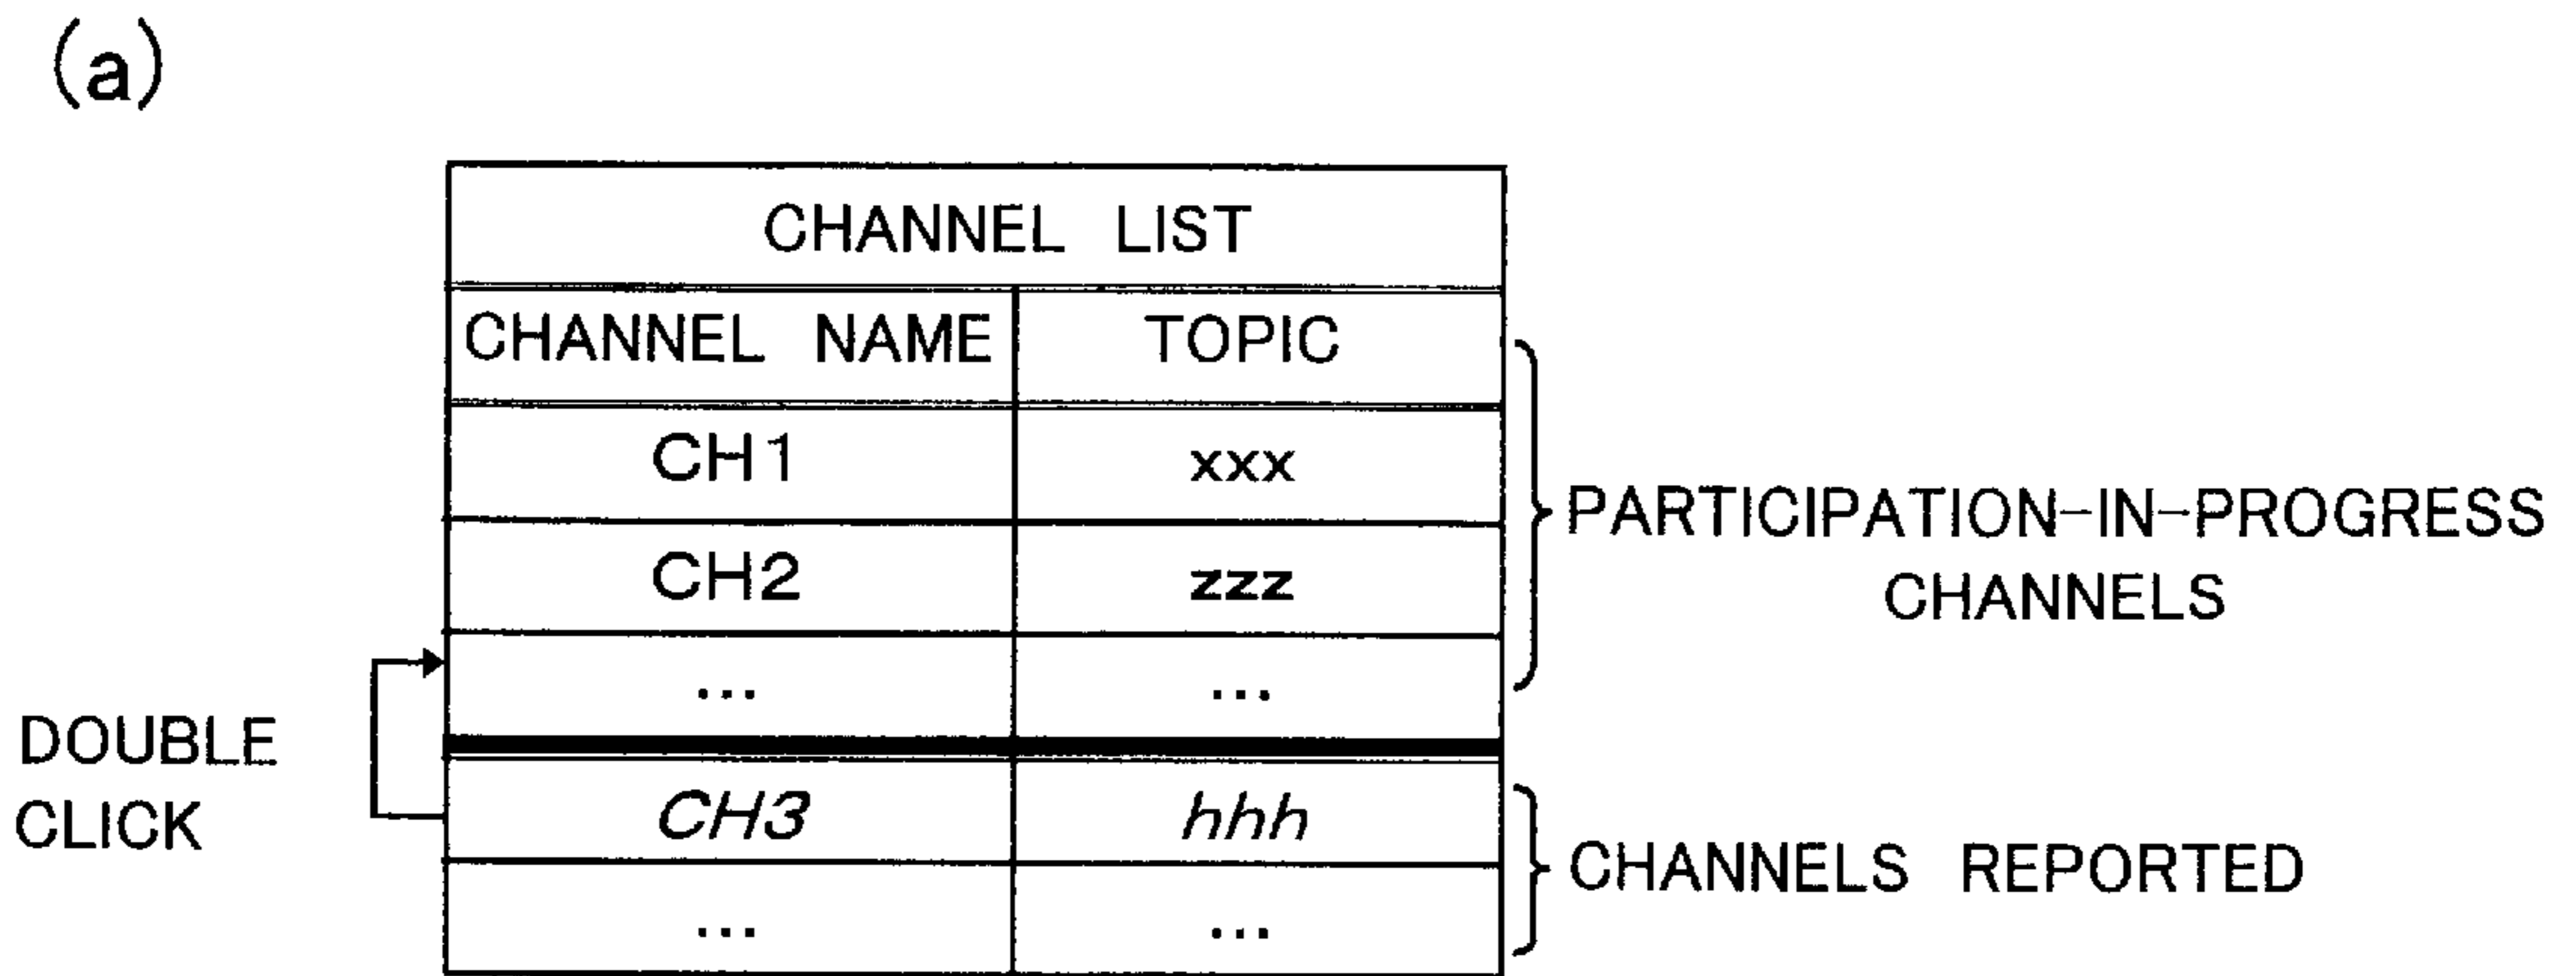 (a)
CHANNEL LIST
CHANNEL NAME TOPIC
CH1 xxx
CH2 zzz
... ...
CH3 hhh
... ...
PARTICIPATION-IN-PROGRESS
CHANNELS
CHANNELS REPORTED
DOUBLE
CLICK